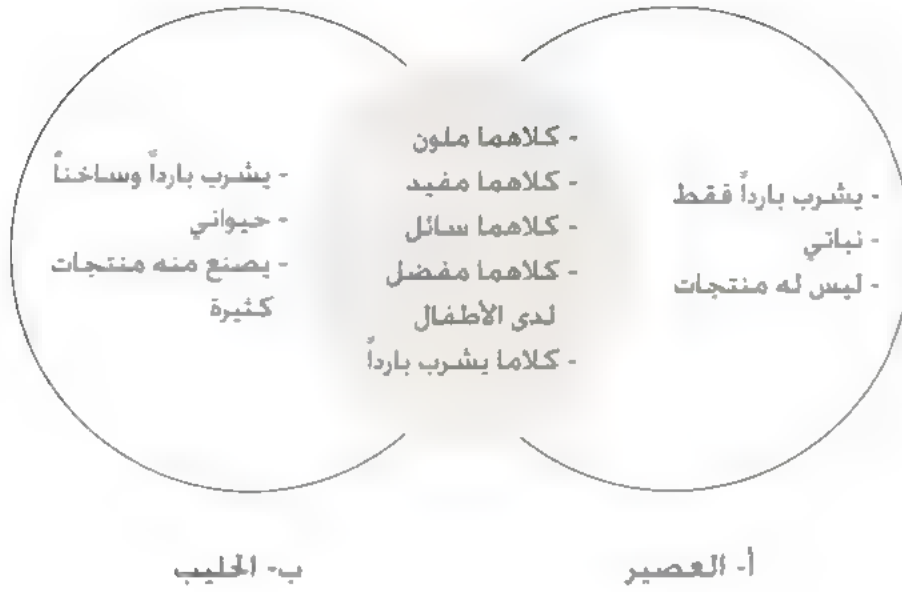 - يشرب بارداً فقط
- نباتي
- ليس له منتجات
- كلاهما ملون
- كلاهما مفيد
- كلاهما سائل
- كلاهما مفضل
لدى الأطفال
- كلاما يشرب بارداً
- يشرب بارداً وساخناً
- حيواني
- يصنع منه منتجات
كثيرة
أ- العصير
ب- الحليب